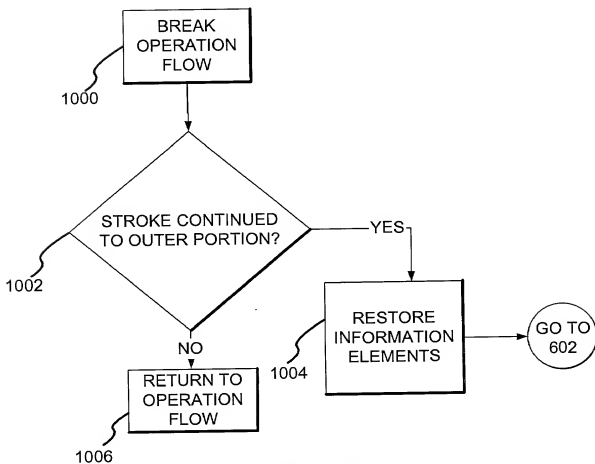 BREAK
OPERATION
FLOW
1000
STROKE CONTINUED
TO OUTER PORTION?
1002
YES
RESTORE
INFORMATION
ELEMENTS
1004
GO TO
602
NO
RETURN TO
OPERATION
FLOW
1006